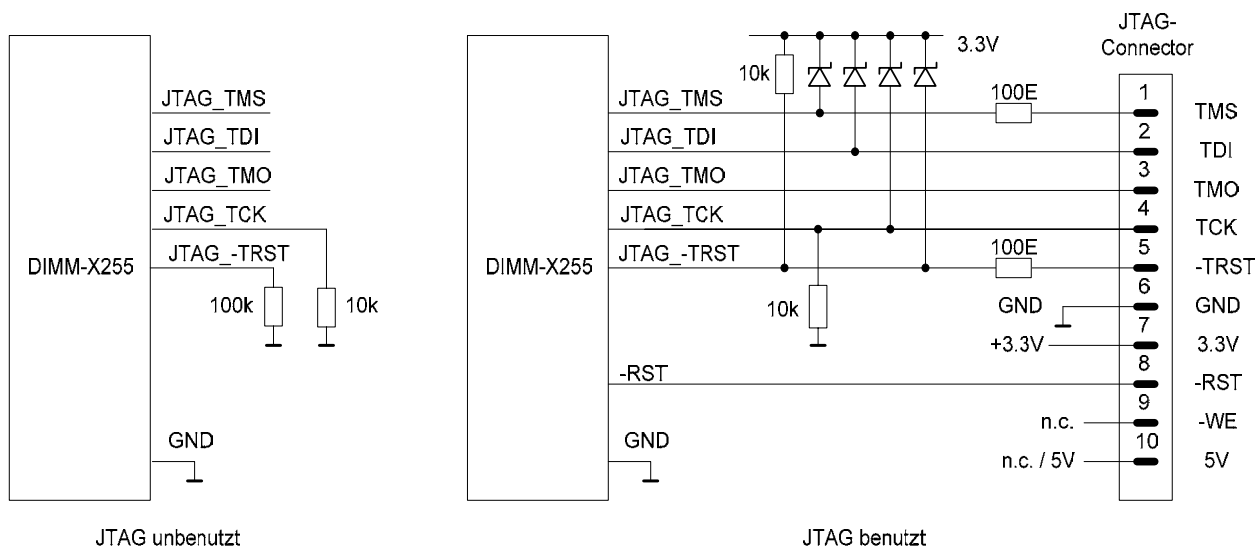 JTAG_TMS
JTAG_TDI
JTAG_TMO
JTAG_TCK
JTAG_-TRST
DIMM-X255
100k
10k
GND
JTAG unbenutzt
3.3V
10k
JTAG_TMS
JTAG_TDI
JTAG_TMO
JTAG_TCK
JTAG_-TRST
DIMM-X255
100E
100E
10k
-RST
GND
GND
+3.3V
n.c.
n.c. / 5V
JTAG-
Connector
1 TMS
2 TDI
3 TMO
4 TCK
5 -TRST
6 GND
7 3.3V
8 -RST
9 -WE
10 5V
JTAG benutzt